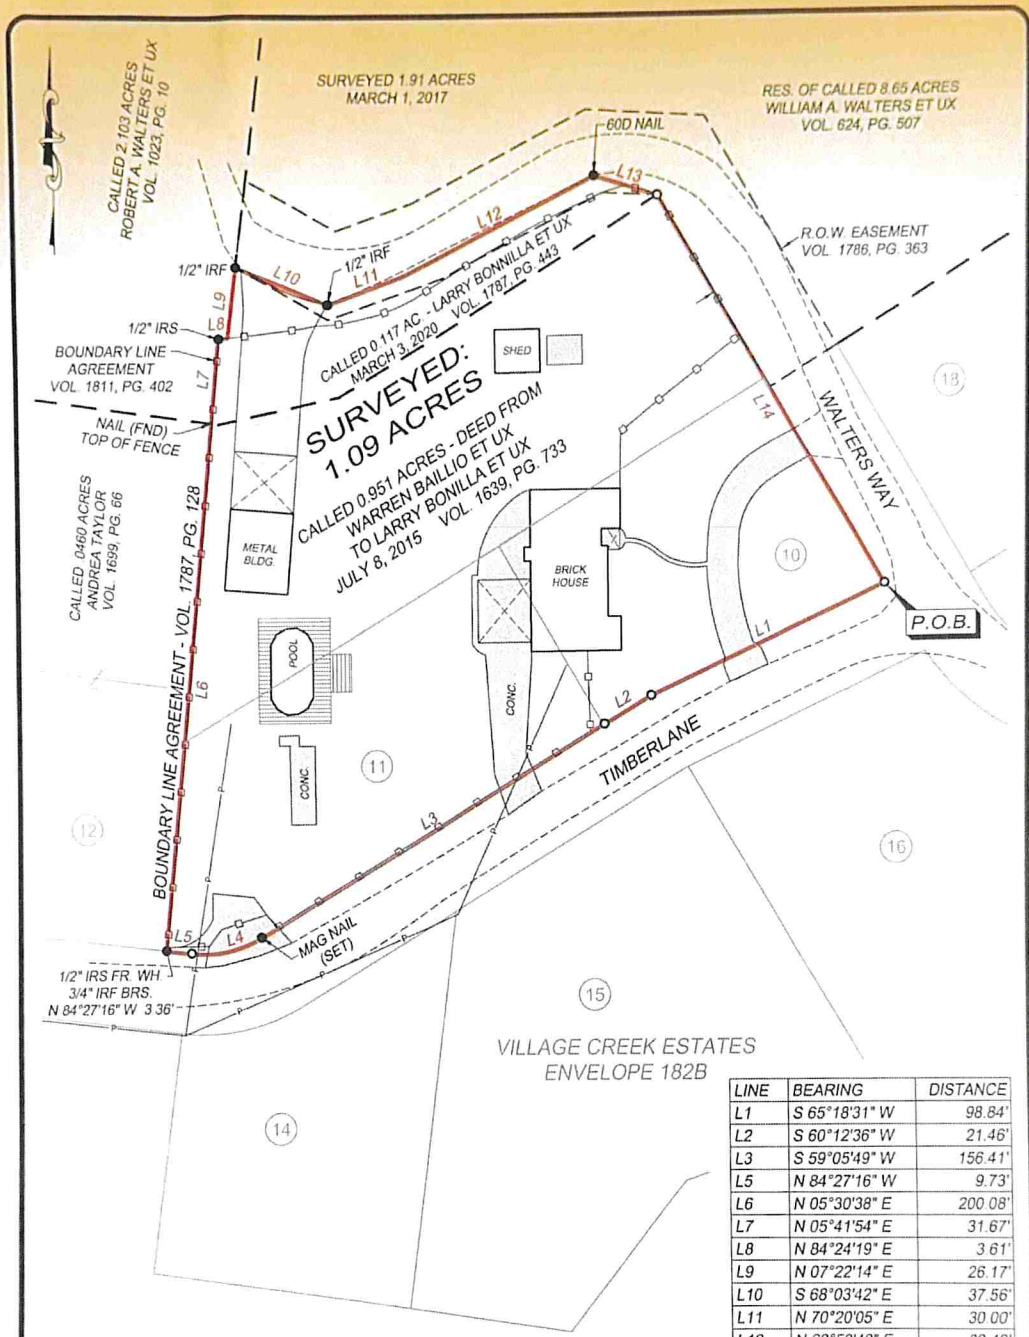 CALLED 2.103 ACRES
ROBERT A. WALTERS ET UX
VOL. 1023, PG. 10
SURVEYED 1.91 ACRES
MARCH 1, 2017
RES. OF CALLED 8.65 ACRES
WILLIAM A. WALTERS ET UX
VOL. 624, PG. 507
60D NAIL
L13
L12
R.O.W. EASEMENT
VOL. 1786, PG. 363
1/2" IRF
L10
1/2" IRF
L11
L9
1/2" IRS
L8
BOUNDARY LINE
AGREEMENT
VOL. 1811, PG. 402
L7
NAIL (FND)
TOP OF FENCE
CALLED 0.117 AC. - LARRY BONNILLA ET UX
MARCH 3, 2020 VOL. 1787, PG. 443
SHED
SURVEYED:
1.09 ACRES
18
L14
WALTERS WAY
CALLED 0.951 ACRES - DEED FROM
WARREN BAILLIO ET UX
TO LARRY BONILLA ET UX
JULY 8, 2015 VOL. 1639, PG. 733
CALLED 0460 ACRES
ANDREA TAYLOR
VOL. 1699, PG. 66
METAL
BLDG.
BRICK
HOUSE
10
P.O.B.
L1
POOL
BOUNDARY LINE AGREEMENT - VOL. 1787, PG. 128
L6
CONC.
L2
TIMBERLANE
11
CONC.
L3
12
16
L5
L4
MAG NAIL
(SET)
1/2" IRS FR. WH.
3/4" IRF BRS.
N 84°27'16" W 3.36'
15
VILLAGE CREEK ESTATES
ENVELOPE 182B
14
LINE BEARING DISTANCE
L1 S 65°18'31" W 98.84'
L2 S 60°12'36" W 21.46'
L3 S 59°05'49" W 156.41'
L5 N 84°27'16" W 9.73'
L6 N 05°30'38" E 200.08'
L7 N 05°41'54" E 31.67'
L8 N 84°24'19" E 3.61'
L9 N 07°22'14" E 26.17'
L10 S 68°03'42" E 37.56'
L11 N 70°20'05" E 30.00'